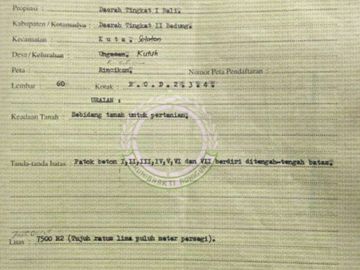 Propinsi : Daerah Tingkat I Bali.
Kabupaten / Kotamadya : Daerah Tingkat II Badung.
Kecamatan : K u t a. Selatan
Desa / Kelurahan : Ungasan. Kutuh
Peta : Rincikan. Nomor Peta Pendaftaran :
Lembar : 60. Kotak :
URAIAN :
Keadaan Tanah : Sebidang tanah untuk pertanian.
Tanda-tanda batas : Patok beton I,II,III,IV,V,VI dan VII berdiri ditengah-tengah batas.
Luas : 7500 M2 (Tujuh ratus lima puluh meter persegi).